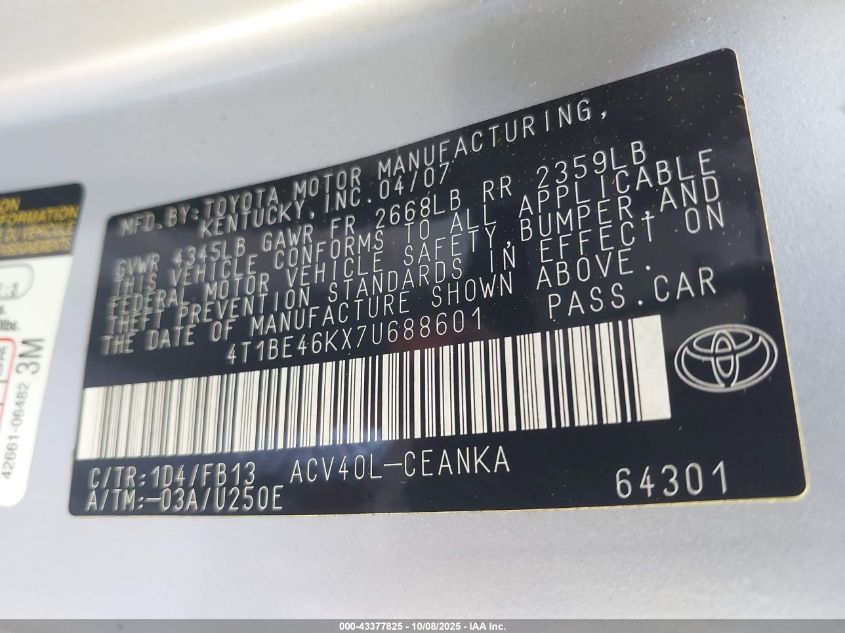 MFD.BY:TOYOTA MOTOR MANUFACTURING,
KENTUCKY, INC. 04/07
GVWR 4345LB GAWR FR 2668LB RR 2359LB
THIS VEHICLE CONFORMS TO ALL APPLICABLE
FEDERAL MOTOR VEHICLE SAFETY, BUMPER,AND
THEFT PREVENTION STANDARDS IN EFFECT ON
THE DATE OF MANUFACTURE SHOWN ABOVE.
4T1BE46KX7U688601 PASS.CAR
C/TR:1D4/FB13 ACV40L-CEANKA
A/TM:-03A/U250E 64301
3M
42661-06482
000-43377825 | 10/08/2025 | IAA Inc.